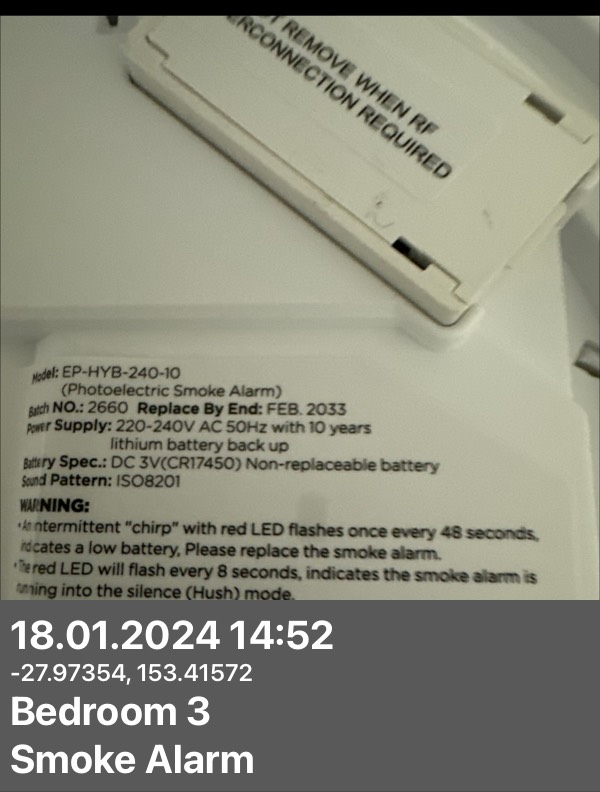 T REMOVE WHEN RF
ERCONNECTION REQUIRED
Model: EP-HYB-240-10
(Photoelectric Smoke Alarm)
Batch NO.: 2660 Replace By End: FEB. 2033
Power Supply: 220-240V AC 50Hz with 10 years
lithium battery back up
Battery Spec.: DC 3V(CR17450) Non-replaceable battery
Sound Pattern: ISO8201
WARNING:
•An intermittent "chirp" with red LED flashes once every 48 seconds,
indicates a low battery, Please replace the smoke alarm.
•The red LED will flash every 8 seconds, indicates the smoke alarm is
running into the silence (Hush) mode.
18.01.2024 14:52
-27.97354, 153.41572
Bedroom 3
Smoke Alarm